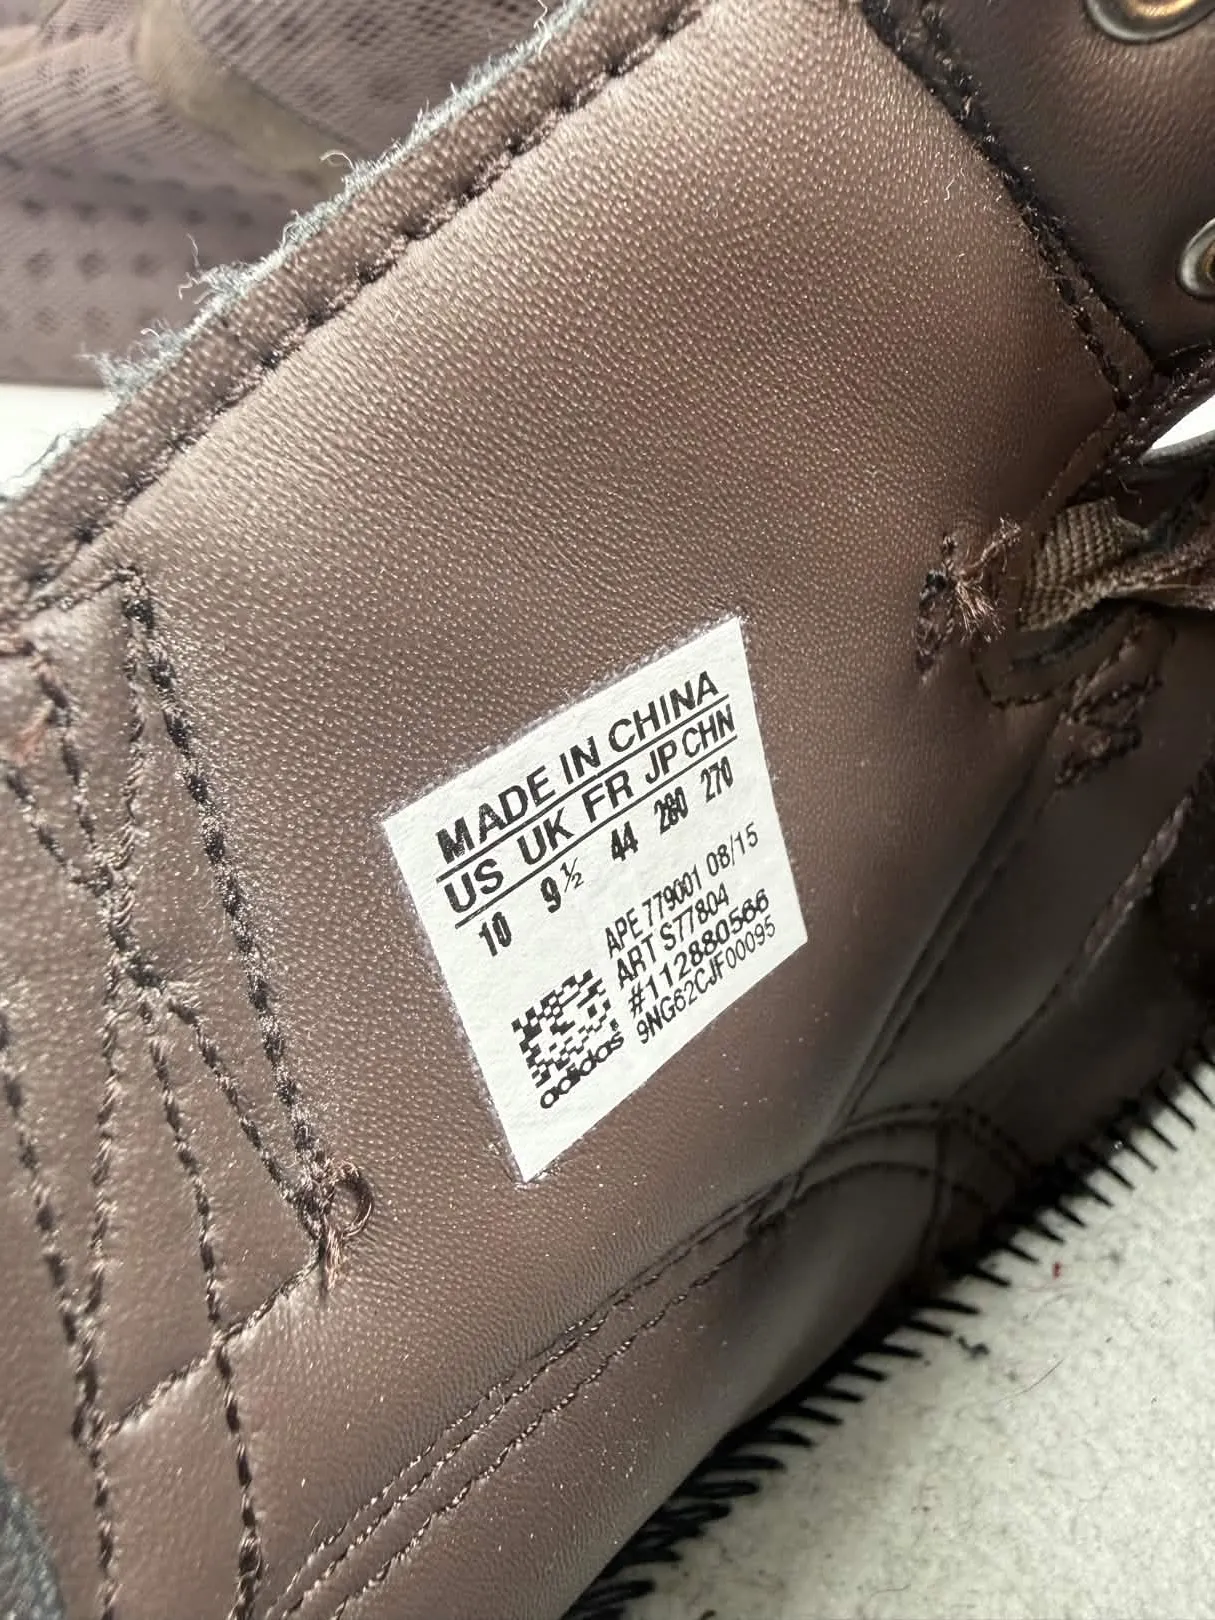 MADE IN CHINA
US UK FR JP CHN
10 9½ 44 280 270
APE 779001 08/15
ART S77804
#112880566
9NG62CJF00095
adidas